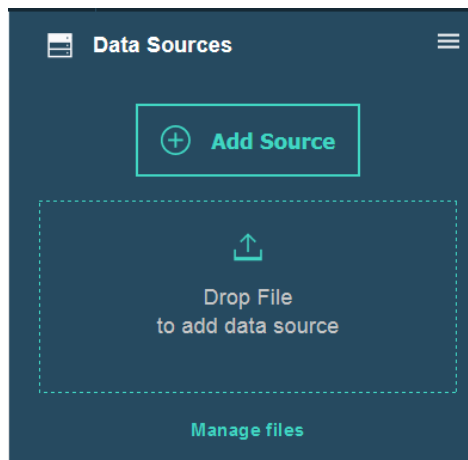 Data Sources
Add Source
Drop File
to add data source
Manage files